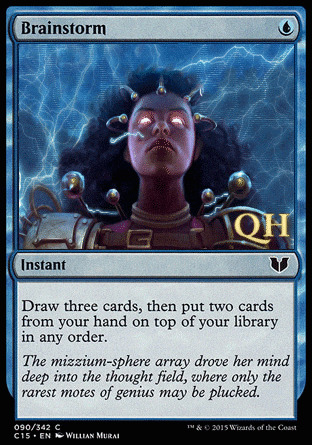 Brainstorm
QH
Instant
Draw three cards, then put two cards
from your hand on top of your library
in any order.
The mizzium-sphere array drove her mind
deep into the thought field, where only the
rarest motes of genius may be plucked.
090/342 C
C15 • EN Willian Murai
™ & © 2015 Wizards of the Coast